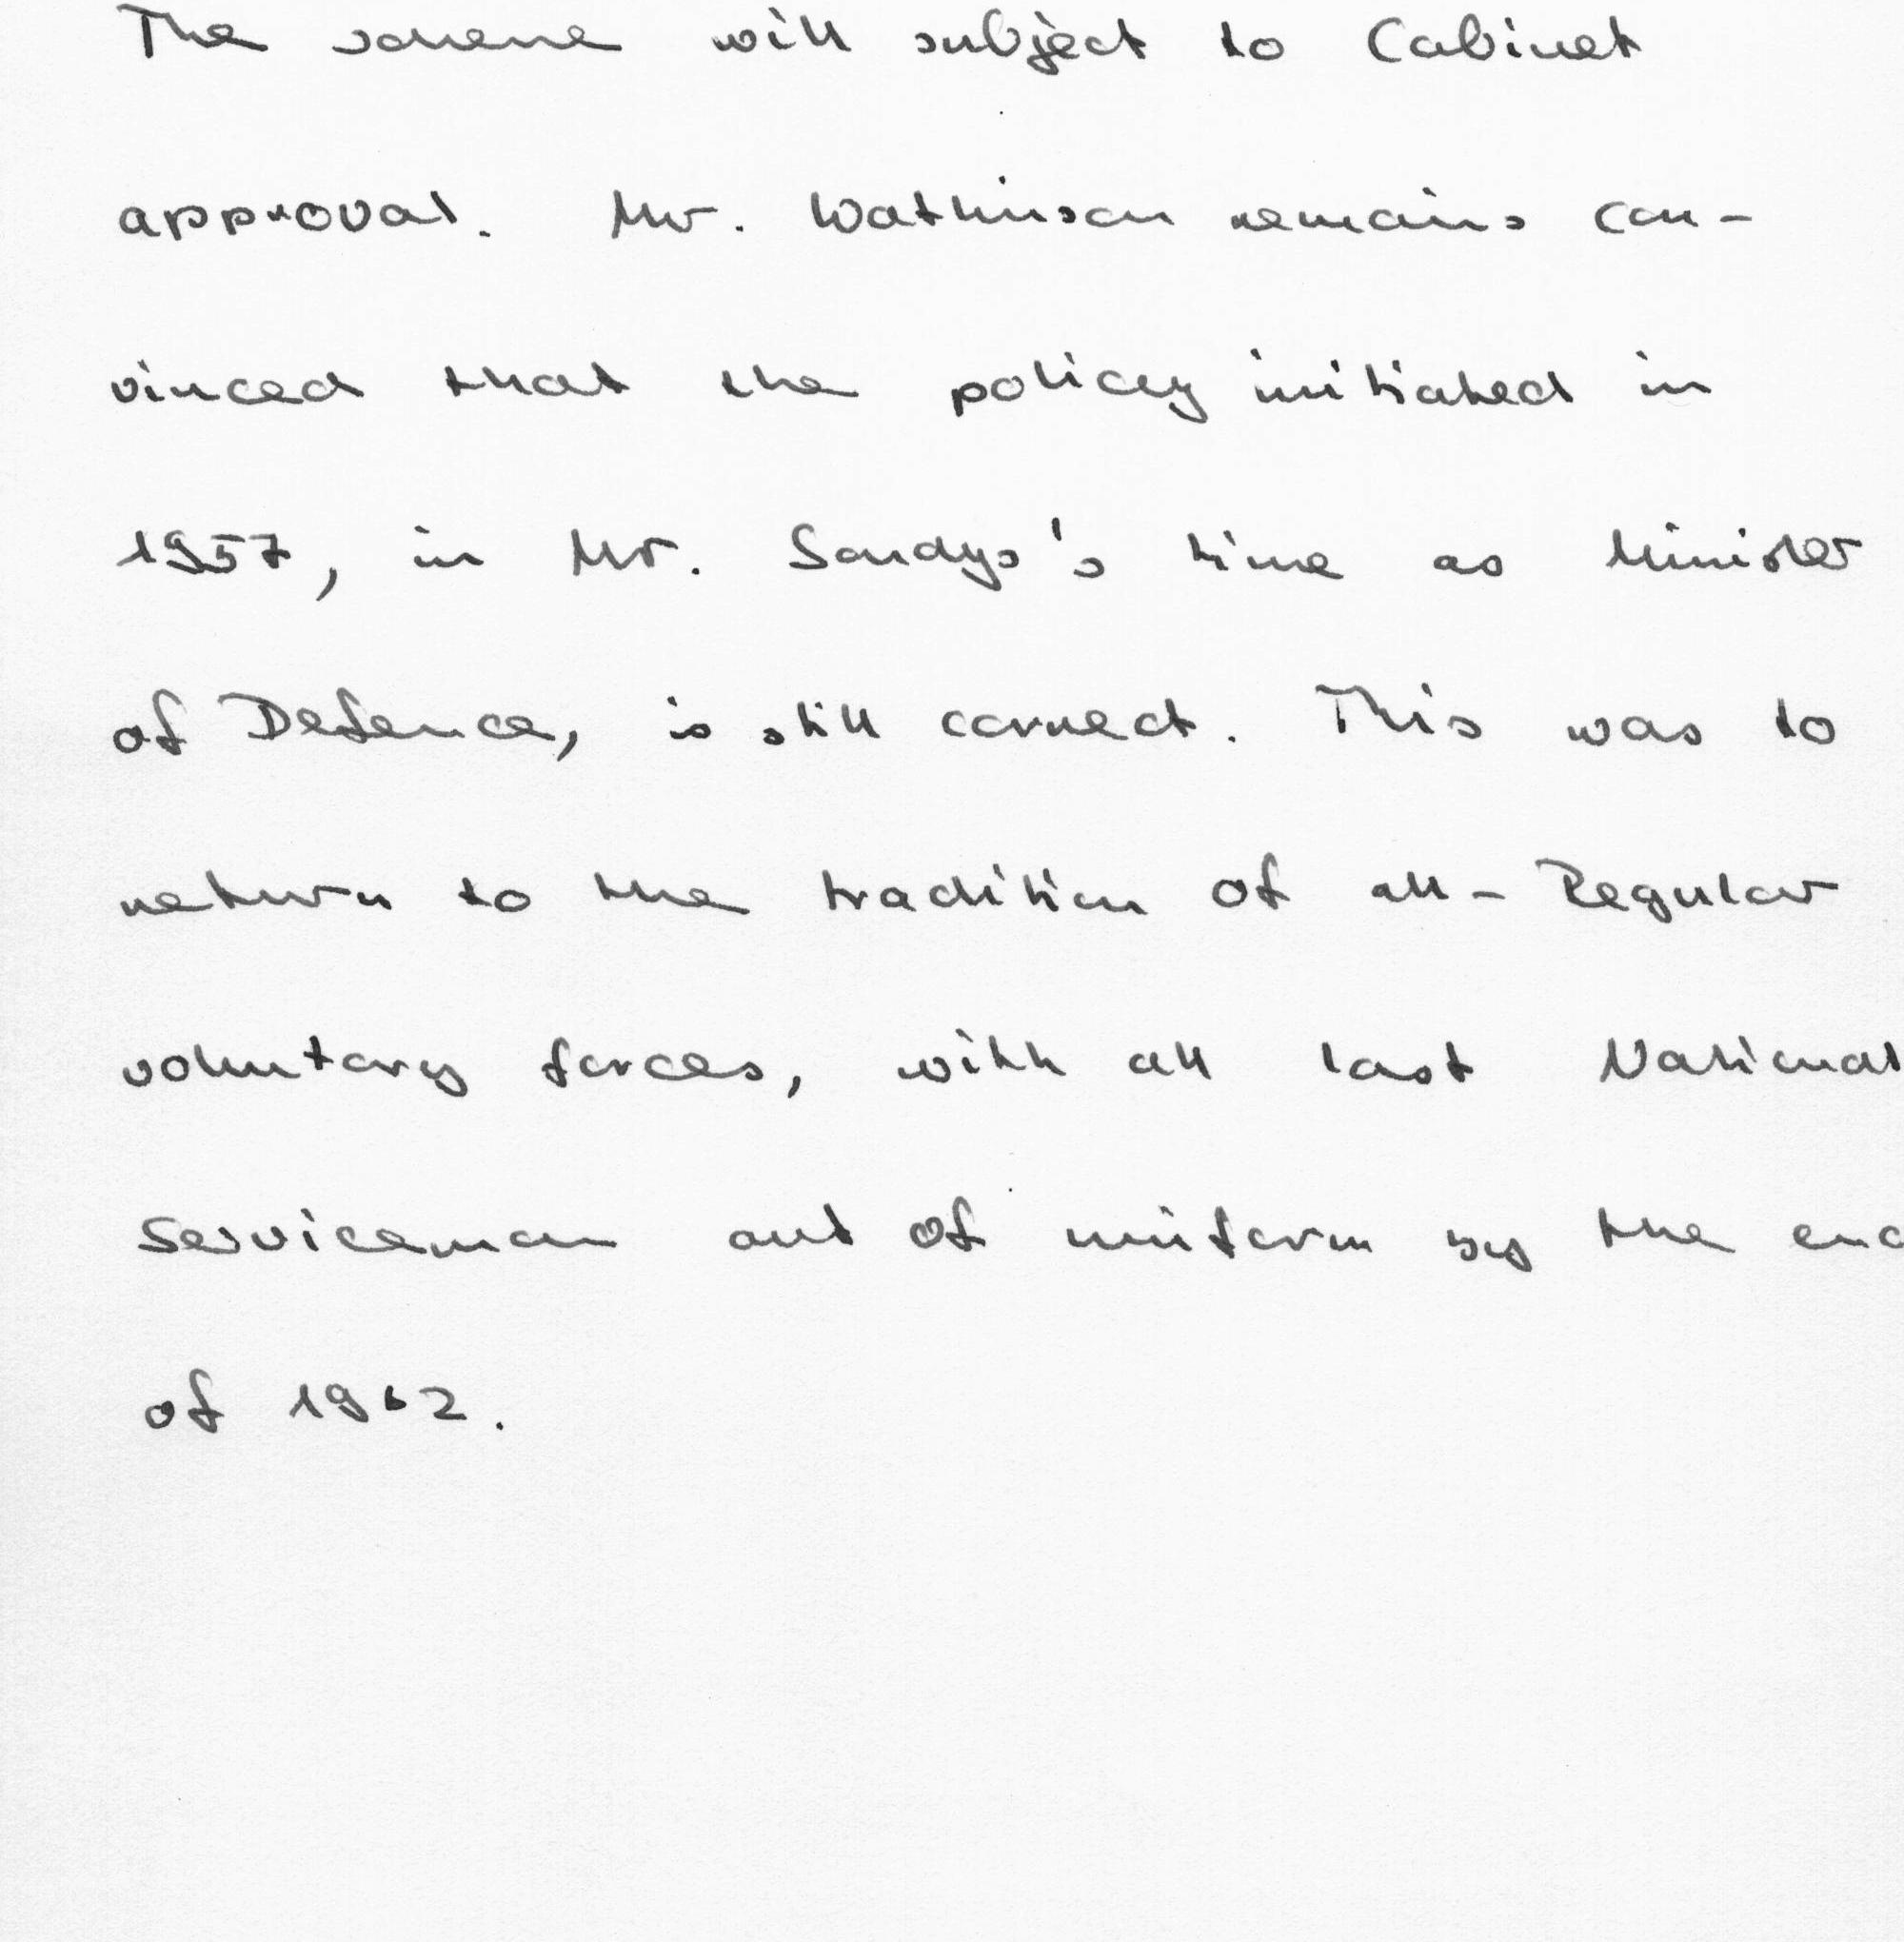 The scheme will subject to Cabinet
approval. Mr. Watkinson remains con-
vinced that the policy initiated in
1957, in Mr. Sandys's time as Minister
of Defence, is still correct. This was to
return to the tradition of all-Regular
voluntary forces, with all last National
Serviceman out of uniform by the end
of 1962.